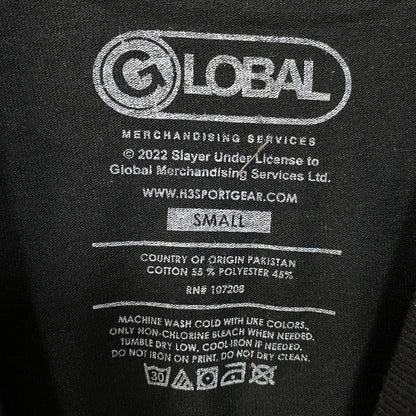 GLOBAL
MERCHANDISING SERVICES
© 2022 Slayer Under License to
Global Merchandising Services Ltd.
WWW.H3SPORTGEAR.COM
SMALL
COUNTRY OF ORIGIN PAKISTAN
COTTON 55 % POLYESTER 45%
RN# 107208
MACHINE WASH COLD WITH LIKE COLORS,
ONLY NON-CHLORINE BLEACH WHEN NEEDED.
TUMBLE DRY LOW, COOL IRON IF NEEDED.
DO NOT IRON ON PRINT. DO NOT DRY CLEAN.
30